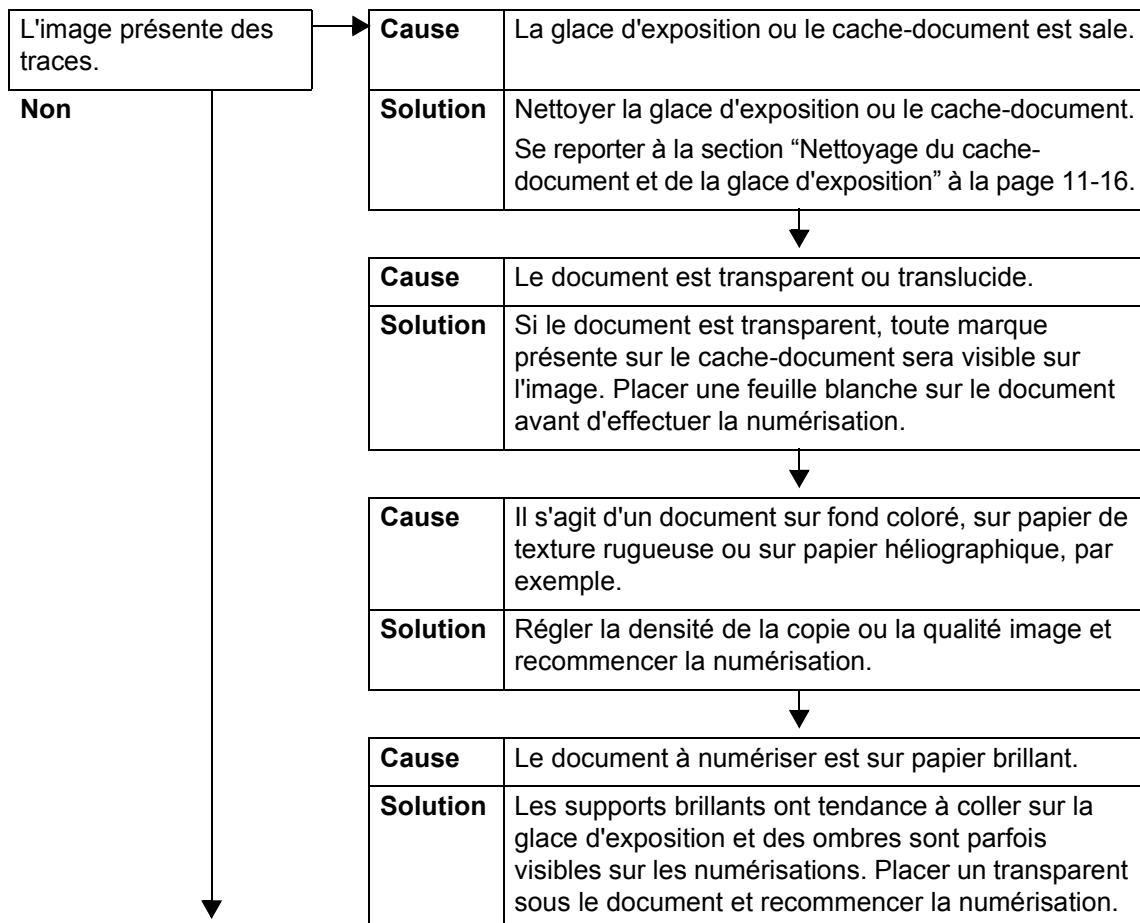 L'image présente des
traces.
Non
Cause
La glace d'exposition ou le cache-document est sale.
Solution
Nettoyer la glace d'exposition ou le cache-document.
Se reporter à la section “Nettoyage du cache-
document et de la glace d'exposition” à la page 11-16.
Cause
Le document est transparent ou translucide.
Solution
Si le document est transparent, toute marque
présente sur le cache-document sera visible sur
l'image. Placer une feuille blanche sur le document
avant d'effectuer la numérisation.
Cause
Il s'agit d'un document sur fond coloré, sur papier de
texture rugueuse ou sur papier héliographique, par
exemple.
Solution
Régler la densité de la copie ou la qualité image et
recommencer la numérisation.
Cause
Le document à numériser est sur papier brillant.
Solution
Les supports brillants ont tendance à coller sur la
glace d'exposition et des ombres sont parfois
visibles sur les numérisations. Placer un transparent
sous le document et recommencer la numérisation.